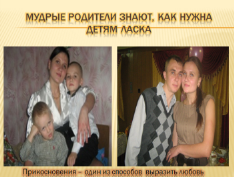 МУДРЫЕ РОДИТЕЛИ ЗНАЮТ, КАК НУЖНА
ДЕТЯМ ЛАСКА
Прикосновения – один из способов выразить любовь